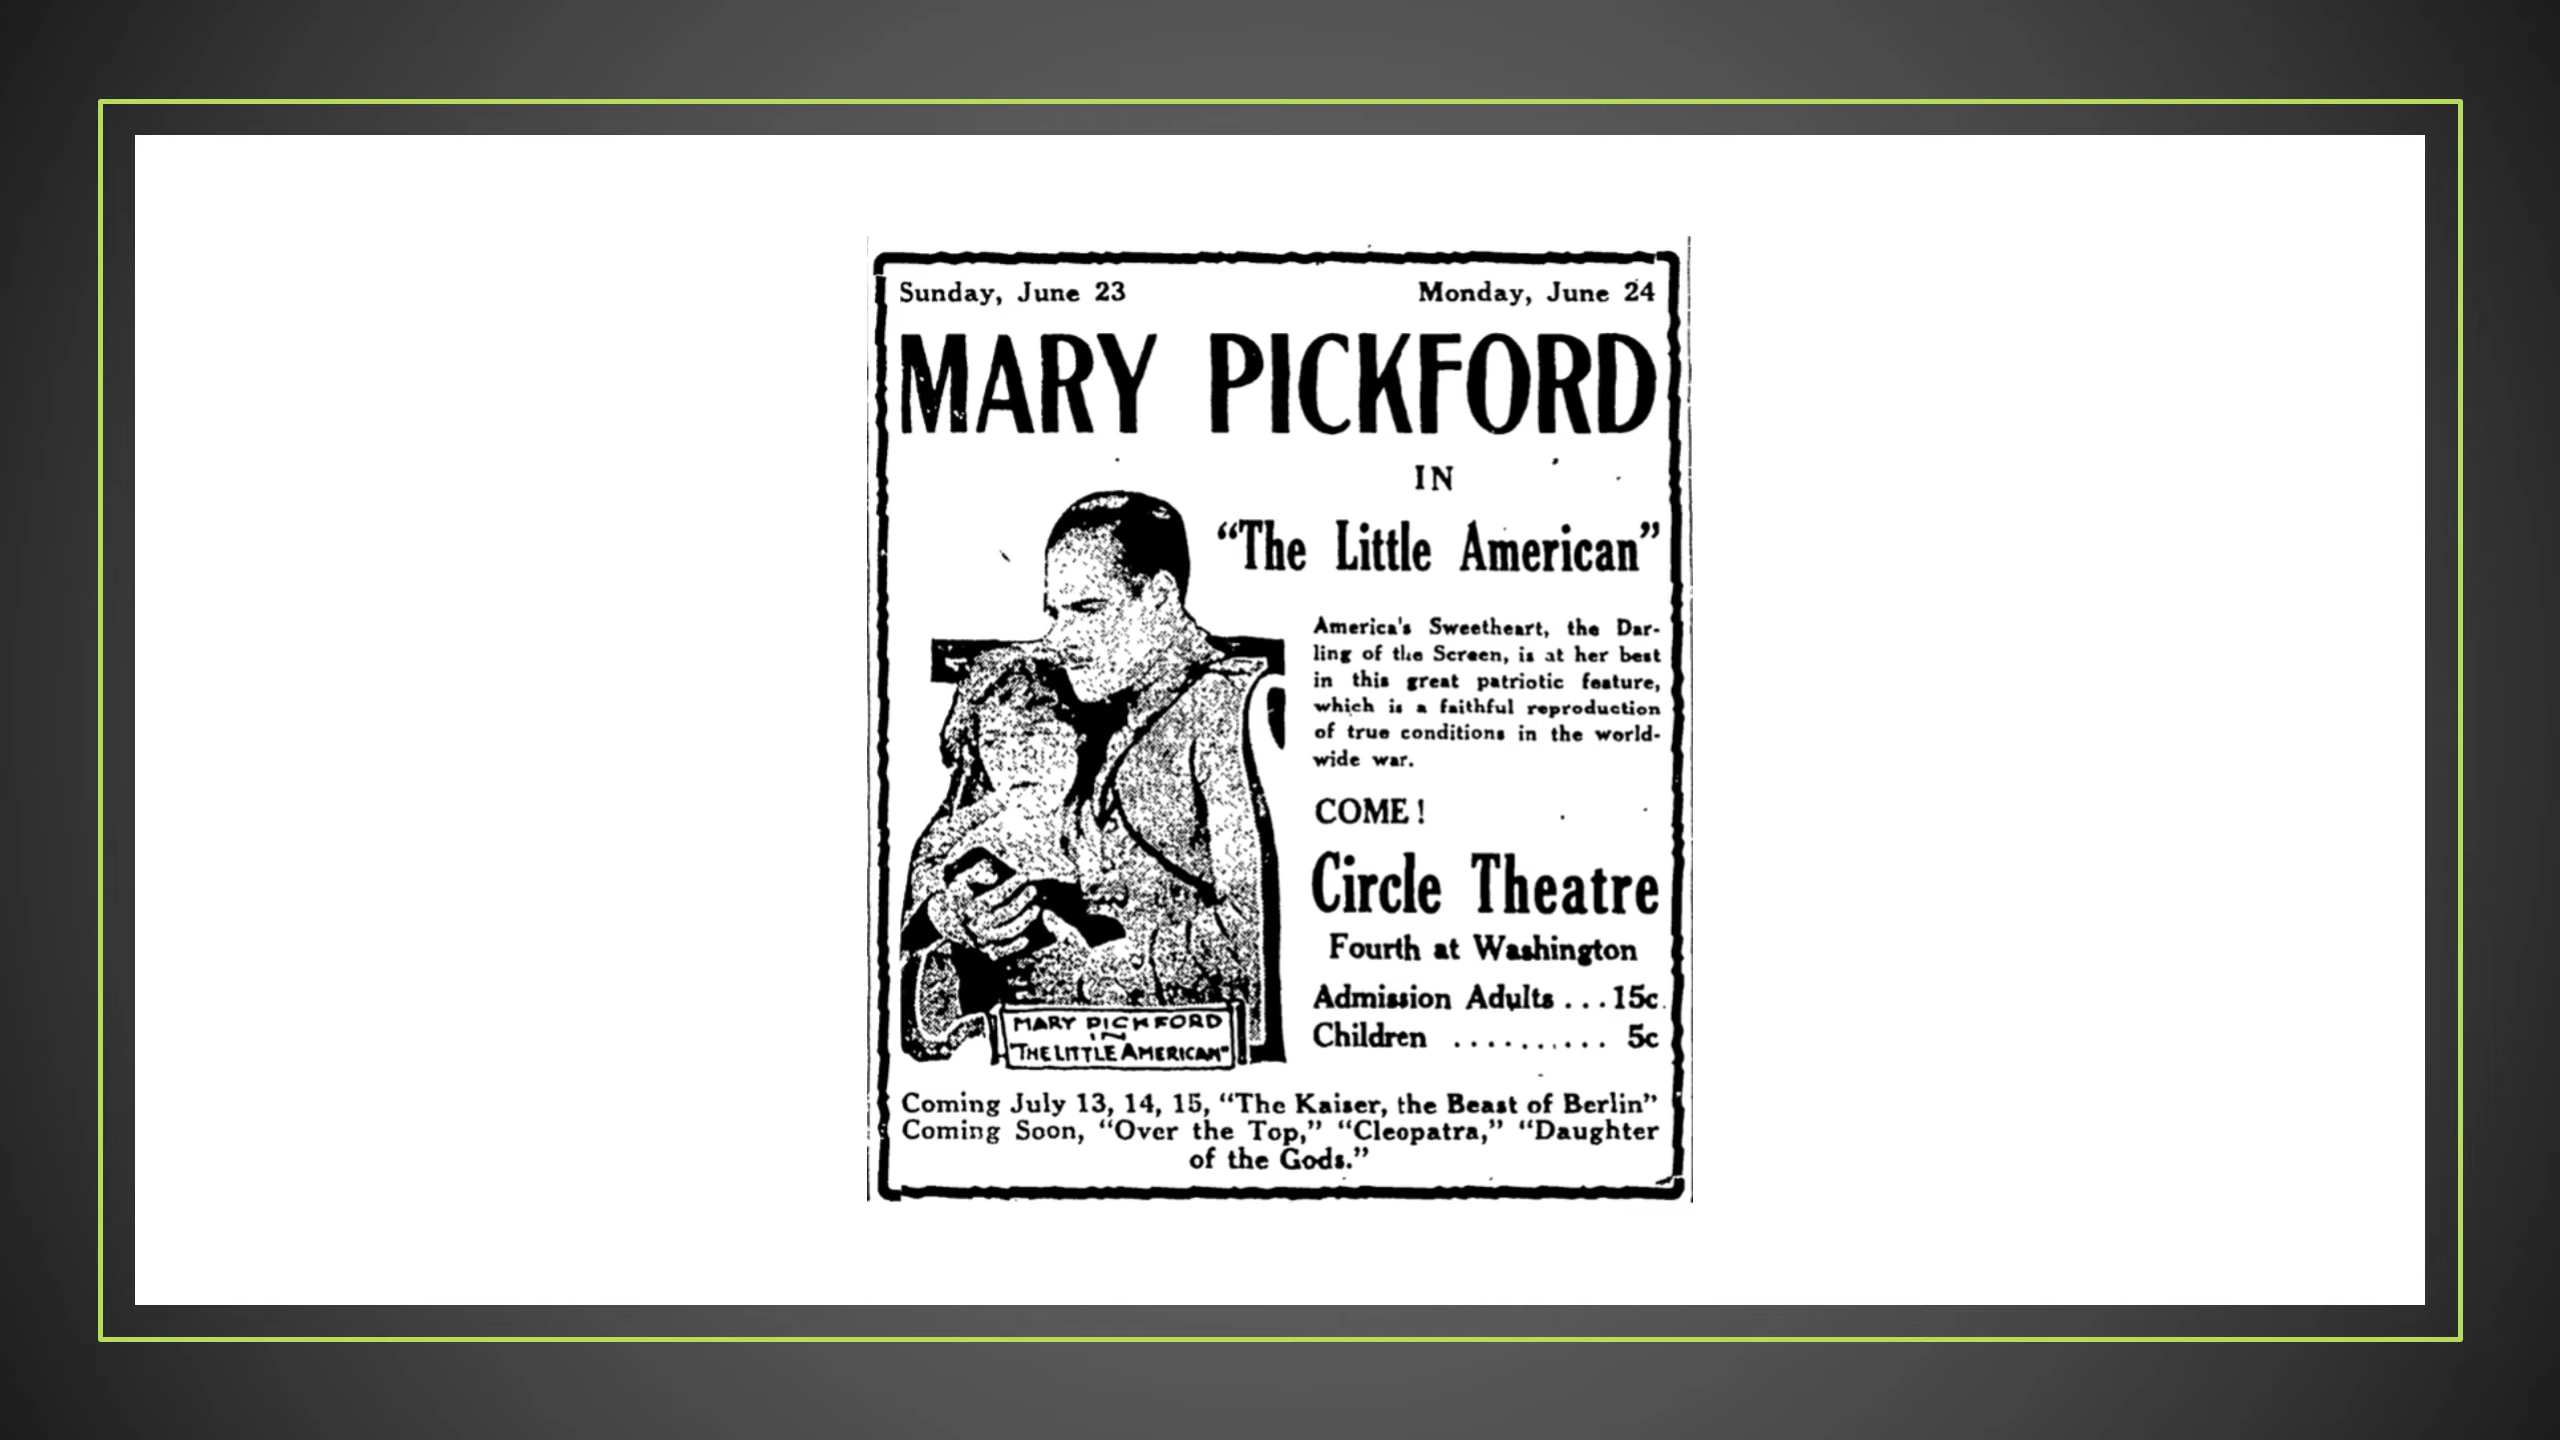 Sunday, June 23 Monday, June 24
MARY PICKFORD
IN
“The Little American”
America's Sweetheart, the Dar-
ling of the Screen, is at her best
in this great patriotic feature,
which is a faithful reproduction
of true conditions in the world-
wide war.
COME!
Circle Theatre
Fourth at Washington
Admission Adults ...15c.
Children .......... 5c
MARY PICKFORD
IN
"THE LITTLE AMERICAN"
Coming July 13, 14, 15, “The Kaiser, the Beast of Berlin”
Coming Soon, “Over the Top,” “Cleopatra,” “Daughter
of the Gods.”